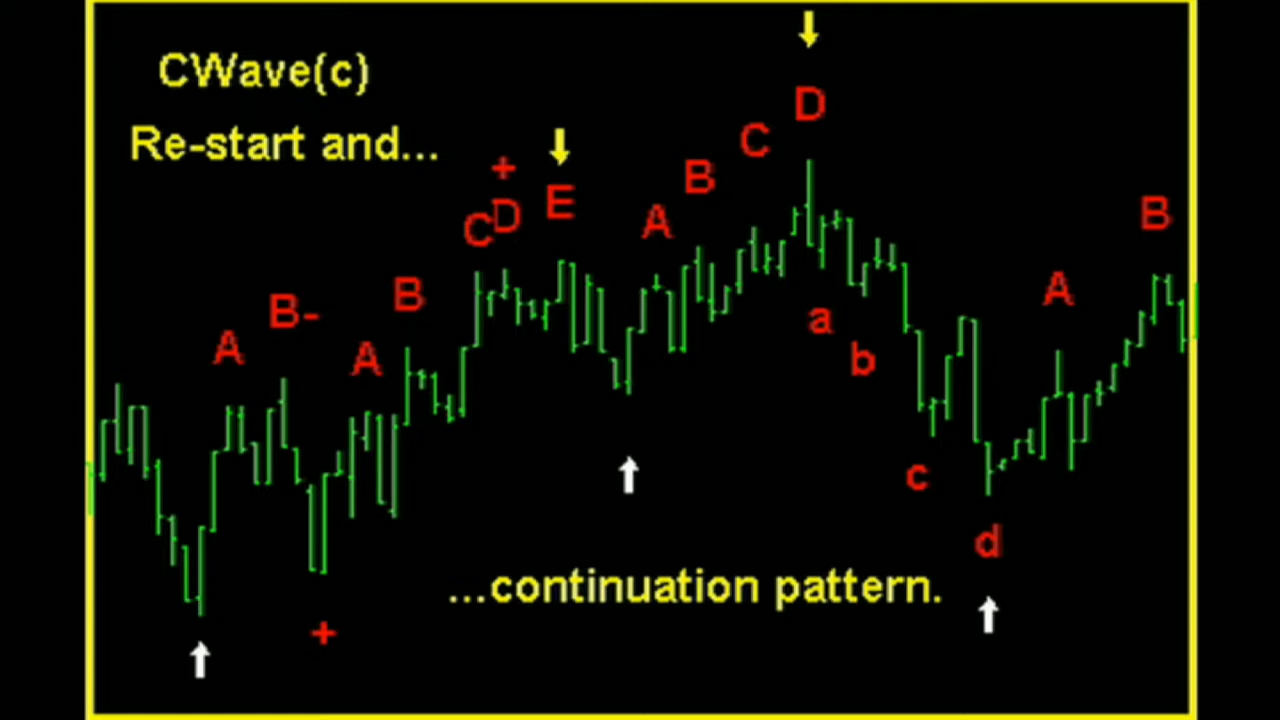 CWave(c)
Re-start and...
A
B-
+
A
B
C
D
+
E
A
B
C
D
a
b
c
d
A
B
...continuation pattern.